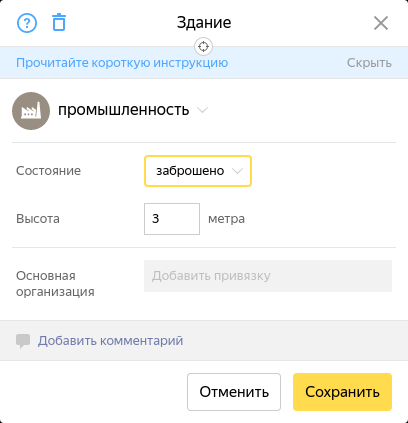 Здание
Прочитайте короткую инструкцию Скрыть
промышленность
Состояние заброшено
Высота 3 метра
Основная организация Добавить привязку
Добавить комментарий
Отменить Сохранить